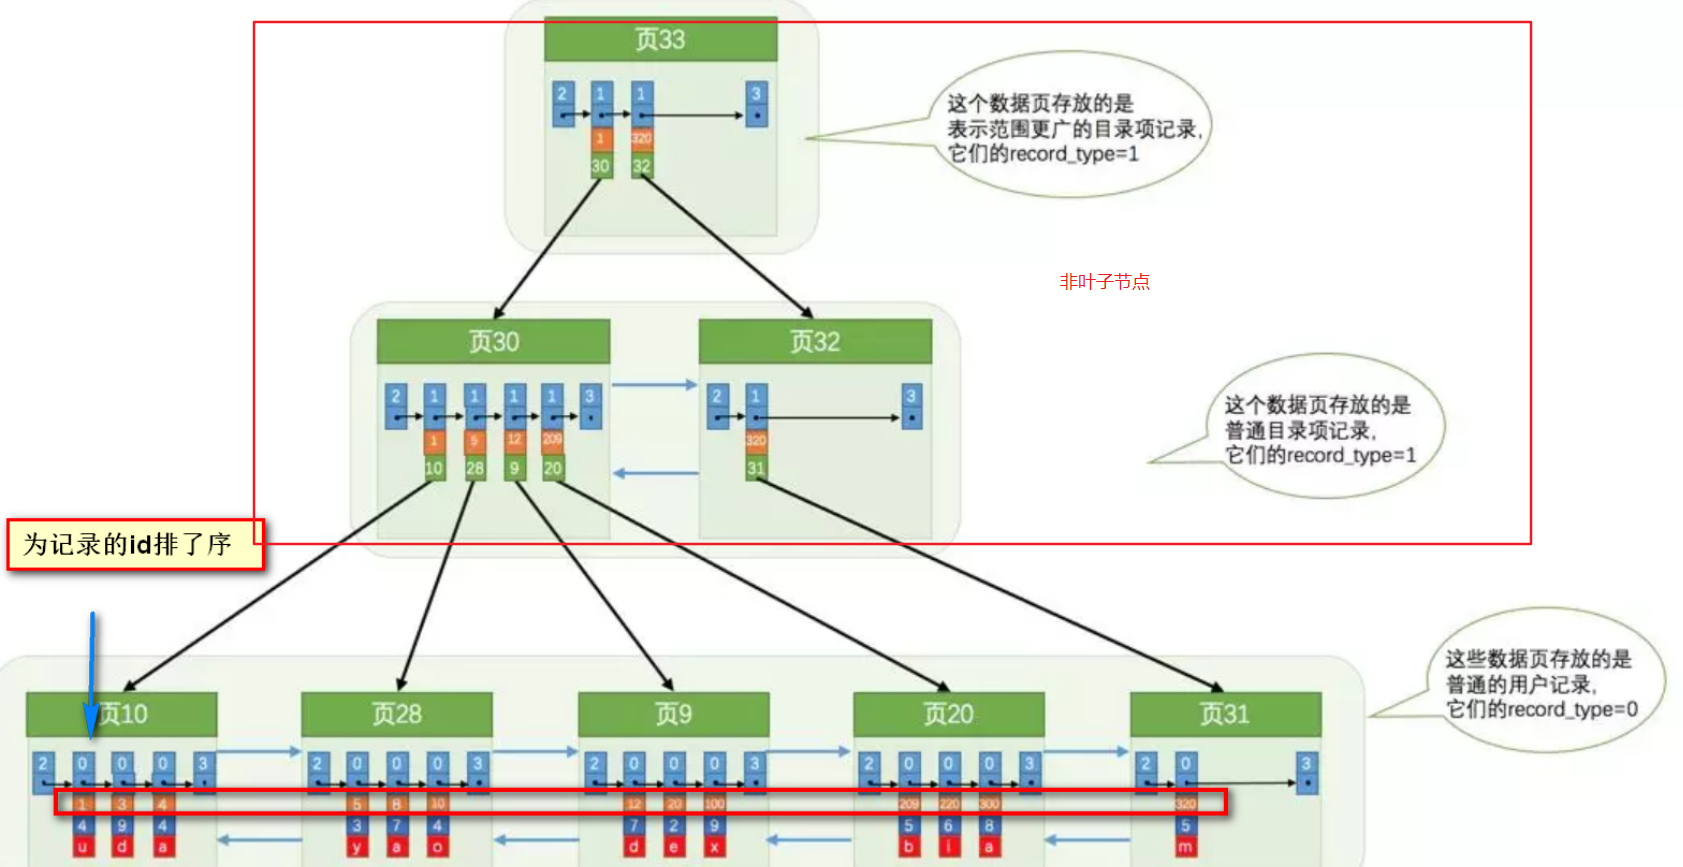 页33
2 1 1 3
1 320
30 32
这个数据页存放的是
表示范围更广的目录项记录,
它们的record_type=1
非叶子节点
页30 页32
2 1 1 1 1 3 2 1 3
1 5 12 209 320
10 28 9 20 31
这个数据页存放的是
普通目录项记录,
它们的record_type=1
为记录的id排了序
这些数据页存放的是
普通的用户记录,
它们的record_type=0
页10 页28 页9 页20 页31
2 0 0 0 3 2 0 0 0 3 2 0 0 0 3 2 0 0 0 3 2 0 3
1 3 4 5 8 10 12 20 100 209 220 300 320
4 9 4 3 7 4 7 2 9 5 6 8 5
u d a y a o d e x b i a m